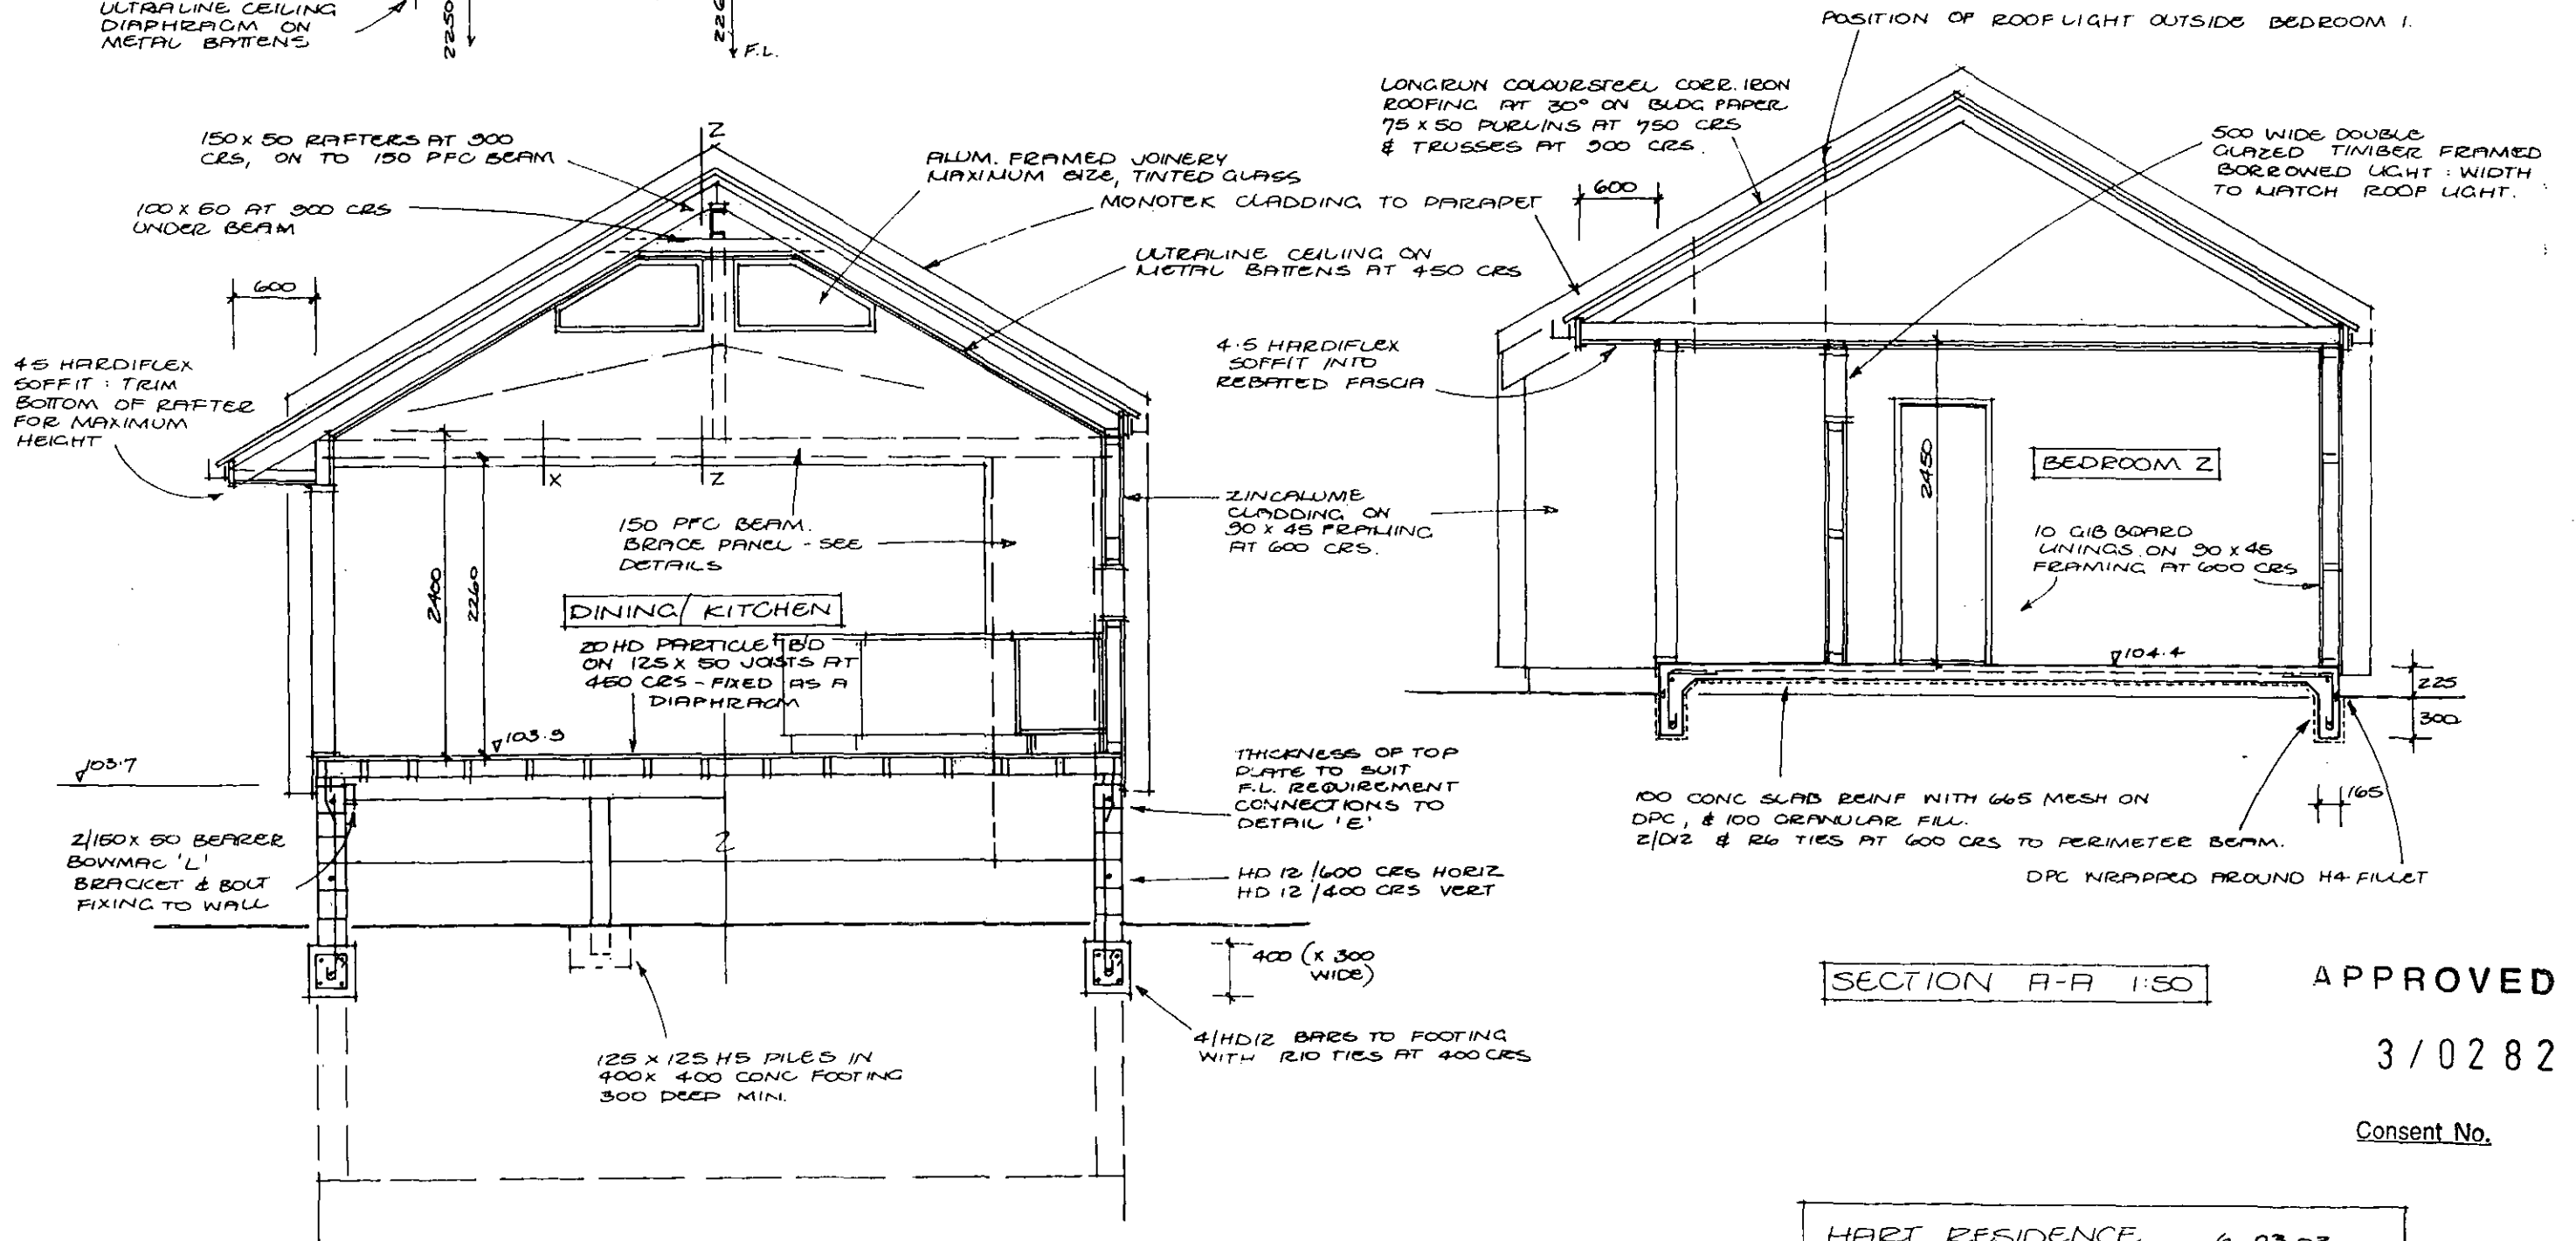 ULTRALINE CEILING
DIAPHRAGM ON
METAL BATTENS
2250
226
F.L.
POSITION OF ROOFLIGHT OUTSIDE BEDROOM 1.
150 x 50 RAFTERS AT 900
CRS, ON TO 150 PFC BEAM
100 x 50 AT 900 CRS
UNDER BEAM
600
45 HARDIFLEX
SOFFIT : TRIM
BOTTOM OF RAFTER
FOR MAXIMUM
HEIGHT
Z
ALUM. FRAMED JOINERY
MAXIMUM SIZE, TINTED GLASS
MONOTEK CLADDING TO PARAPET
ULTRALINE CEILING ON
METAL BATTENS AT 450 CRS
LONGRUN COLOURSTEEL CORR. IRON
ROOFING AT 30° ON BLDG PAPER
75 x 50 PURLINS AT 750 CRS
& TRUSSES AT 900 CRS.
600
500 WIDE DOUBLE
GLAZED TIMBER FRAMED
BORROWED LIGHT : WIDTH
TO MATCH ROOF LIGHT.
4.5 HARDIFLEX
SOFFIT INTO
REBATED FASCIA
X
Z
150 PFC BEAM.
BRACE PANEL - SEE
DETAILS
2400
2260
DINING/ KITCHEN
20 HD PARTICLE B'D
ON 125 x 50 JOISTS AT
450 CRS - FIXED AS A
DIAPHRAGM
103.9
103.7
ZINCALUME
CLADDING ON
90 x 45 FRAMING
AT 600 CRS.
2450
BEDROOM 2
10 GIB BOARD
LININGS ON 90 x 45
FRAMING AT 600 CRS
104.4
225
300
165
2/150 x 50 BEARER
BOWMAC 'L'
BRACKET & BOLT
FIXING TO WALL
Z
THICKNESS OF TOP
PLATE TO SUIT
F.L. REQUIREMENT
CONNECTIONS TO
DETAIL 'E'
HD 12 /600 CRS HORIZ
HD 12 /400 CRS VERT
400 (x 300
WIDE)
4/HD12 BARS TO FOOTING
WITH R10 TIES AT 400 CRS
125 x 125 H5 PILES IN
400 x 400 CONC FOOTING
300 DEEP MIN.
100 CONC SLAB REINF WITH 665 MESH ON
DPC, & 100 GRANULAR FILL.
2/D12 & R6 TIES AT 600 CRS TO PERIMETER BEAM.
DPC WRAPPED AROUND H4 FILLET
SECTION A-A 1:50
APPROVED
3/0282
Consent No.
HART RESIDENCE